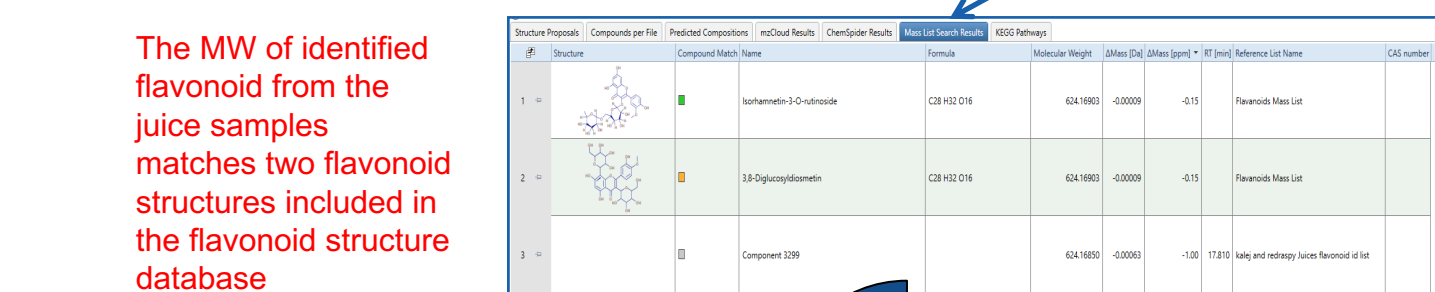 The MW of identified
flavonoid from the
juice samples
matches two flavonoid
structures included in
the flavonoid structure
database
Structure Proposals Compounds per File Predicted Compositions mzCloud Results ChemSpider Results Mass List Search Results KEGG Pathways
Structure Compound Match Name Formula Molecular Weight ΔMass [Da] ΔMass [ppm] RT [min] Reference List Name CAS number
1 Isorhamnetin-3-O-rutinoside C28 H32 O16 624.16903 -0.00009 -0.15 Flavanoids Mass List
2 3,8-Diglucosyldiosmetin C28 H32 O16 624.16903 -0.00009 -0.15 Flavanoids Mass List
3 Component 3299 624.16850 -0.00063 -1.00 17.810 kalej and redraspy Juices flavonoid id list